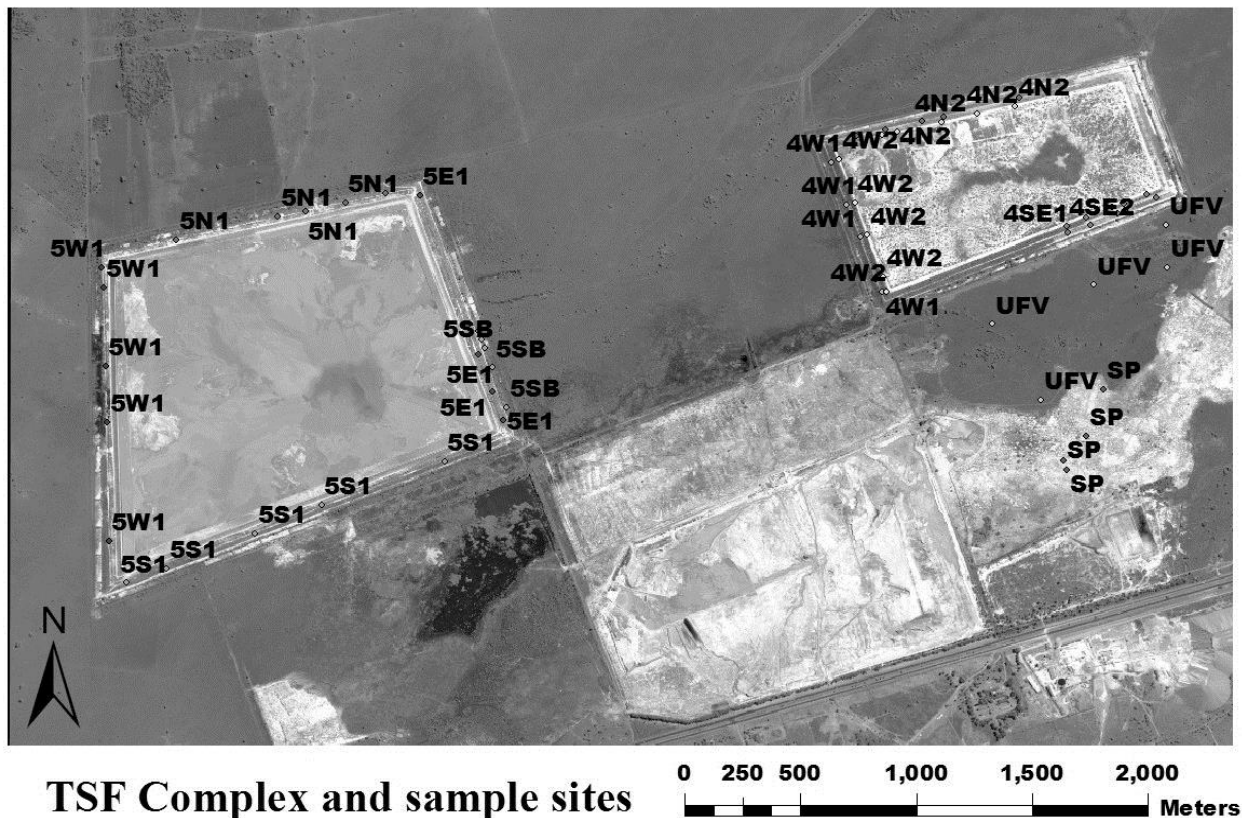 4N2
4N2
4N2
4N2
4W1
4W2
5N1
5E1
5N1
4W1
4W2
5N1
4SE1
4SE2
UFV
4W1
4W2
5N1
5W1
UFV
5W1
4W2
4W2
UFV
4W1
UFV
5SB
5SB
5W1
5E1
SP
5SB
UFV
5W1
5E1
5E1
SP
5S1
SP
SP
5S1
5S1
5W1
5S1
5S1
N
0 250 500 1,000 1,500 2,000
Meters
TSF Complex and sample sites